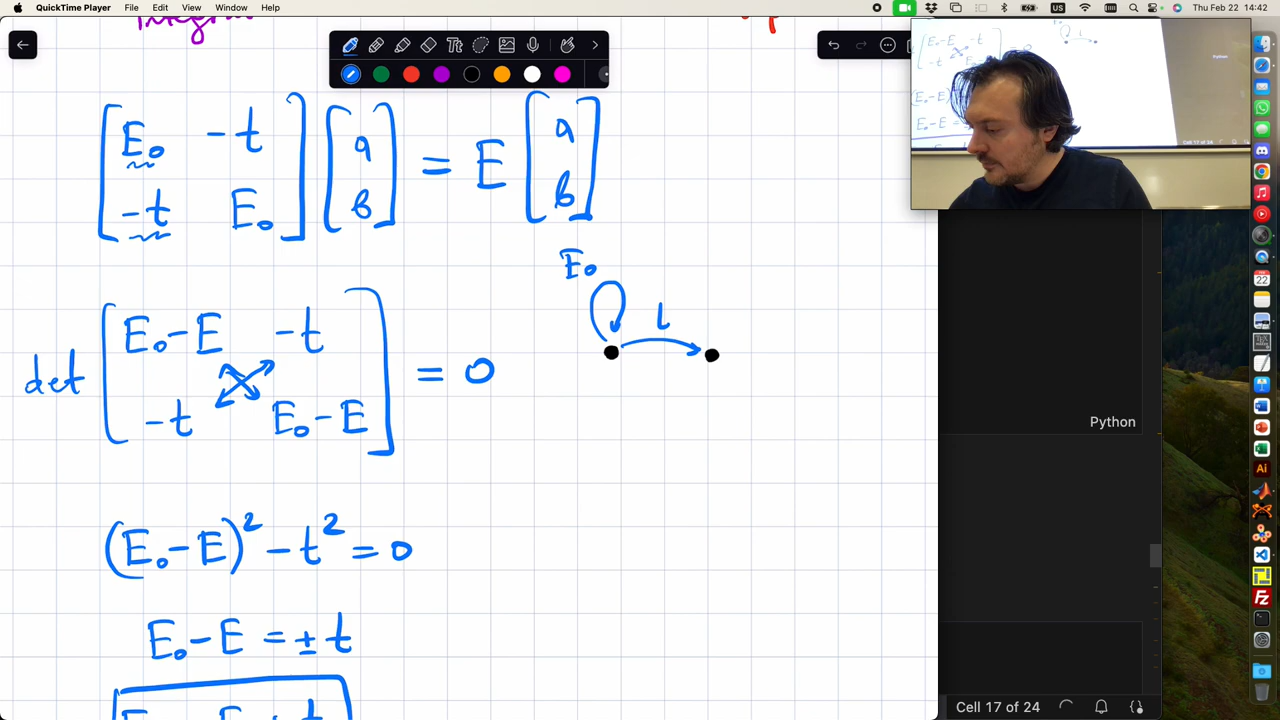 QuickTime Player File Edit View Window Help
US Thu Feb 22 14:42
[E₀ -t] [a] = E [a]
[-t E₀] [b] [b]
E₀
t
det [E₀-E -t] = 0
[-t E₀-E]
(E₀-E)² - t² = 0
E₀-E = ± t
Python
Cell 17 of 24